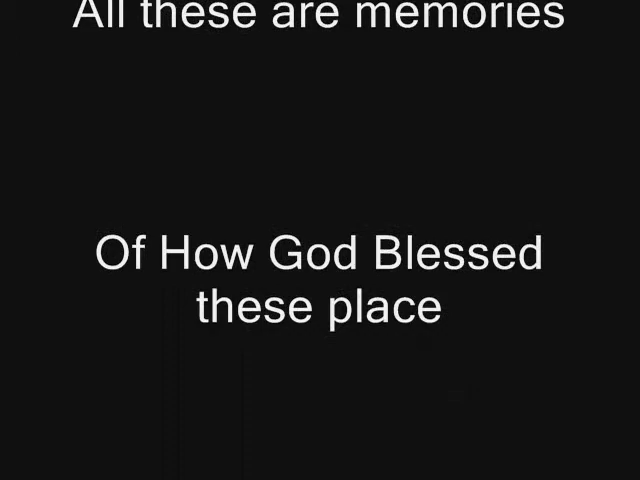 All these are memories
Of How God Blessed
these place